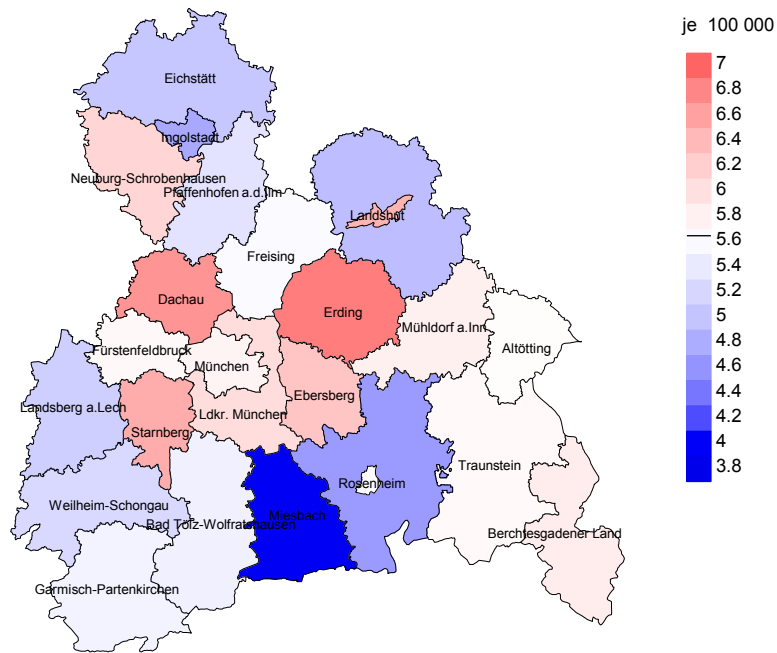 je 100 000
7
6.8
6.6
6.4
6.2
6
5.8
5.6
5.4
5.2
5
4.8
4.6
4.4
4.2
4
3.8
Eichstätt
Ingolstadt
Neuburg-Schrobenhausen
Pfaffenhofen a.d.Ilm
Landshut
Freising
Dachau
Erding
Mühldorf a.Inn
Fürstenfeldbruck
München
Altötting
Ebersberg
Landsberg a.Lech
Ldkr. München
Starnberg
Traunstein
Rosenheim
Weilheim-Schongau
Miesbach
Bad Tölz-Wolfratshausen
Berchtesgadener Land
Garmisch-Partenkirchen